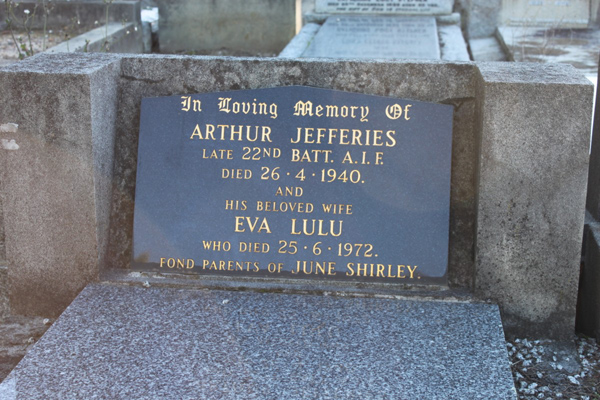 In Loving Memory Of
ARTHUR JEFFERIES
LATE 22ND BATT. A.I.F.
DIED 26·4·1940.
AND
HIS BELOVED WIFE
EVA LULU
WHO DIED 25·6·1972.
FOND PARENTS OF JUNE SHIRLEY.